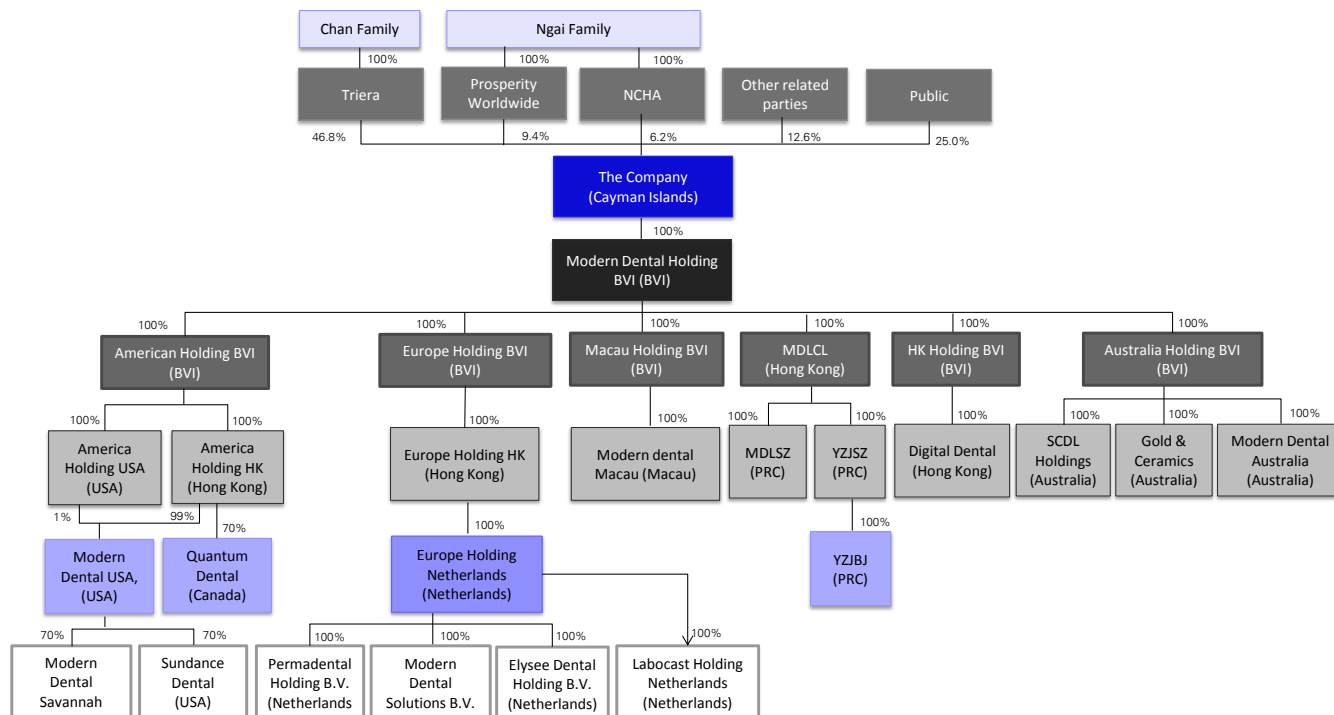 Chan Family
Ngai Family
100%
100%
100%
Triera
Prosperity
Worldwide
NCHA
Other related
parties
Public
46.8%
9.4%
6.2%
12.6%
25.0%
The Company
(Cayman Islands)
100%
Modern Dental Holding
BVI (BVI)
100%
100%
100%
100%
100%
100%
American Holding BVI
(BVI)
Europe Holding BVI
(BVI)
Macau Holding BVI
(BVI)
MDLCL
(Hong Kong)
HK Holding BVI
(BVI)
Australia Holding BVI
(BVI)
100%
100%
100%
100%
100%
100%
100%
100%
100%
100%
America
Holding USA
(USA)
America
Holding HK
(Hong Kong)
Europe Holding HK
(Hong Kong)
Modern dental
Macau (Macau)
MDLSZ
(PRC)
YZJSZ
(PRC)
Digital Dental
(Hong Kong)
SCDL
Holdings
(Australia)
Gold &
Ceramics
(Australia)
Modern Dental
Australia
(Australia)
1%
99%
70%
100%
100%
Modern
Dental USA,
(USA)
Quantum
Dental
(Canada)
Europe Holding
Netherlands
(Netherlands)
YZJBJ
(PRC)
70%
70%
100%
100%
100%
100%
Modern
Dental
Savannah
Sundance
Dental
(USA)
Permadental
Holding B.V.
(Netherlands
Modern
Dental
Solutions B.V.
Elysee Dental
Holding B.V.
(Netherlands)
Labocast Holding
Netherlands
(Netherlands)